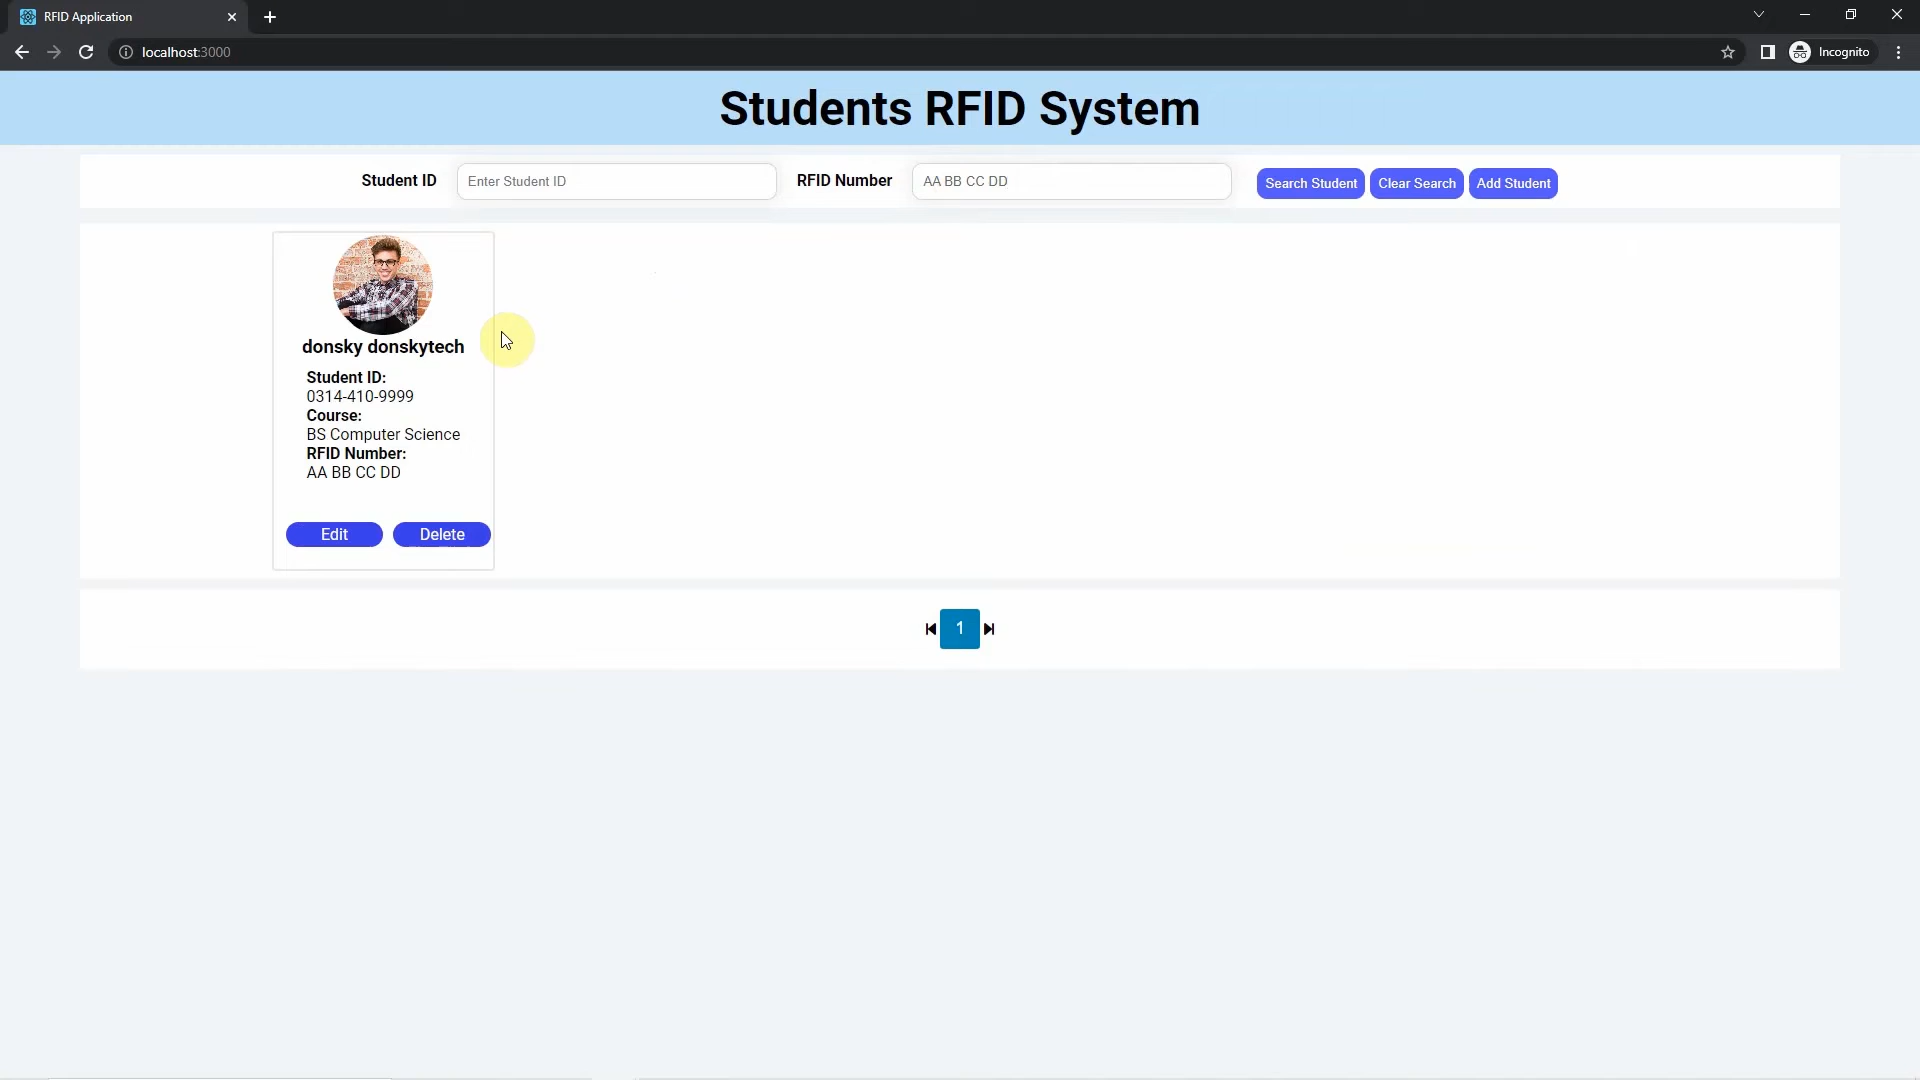 RFID Application
localhost:3000
Incognito
Students RFID System
Student ID
Enter Student ID
RFID Number
AA BB CC DD
Search Student
Clear Search
Add Student
donsky donskytech
Student ID:
0314-410-9999
Course:
BS Computer Science
RFID Number:
AA BB CC DD
Edit
Delete
1